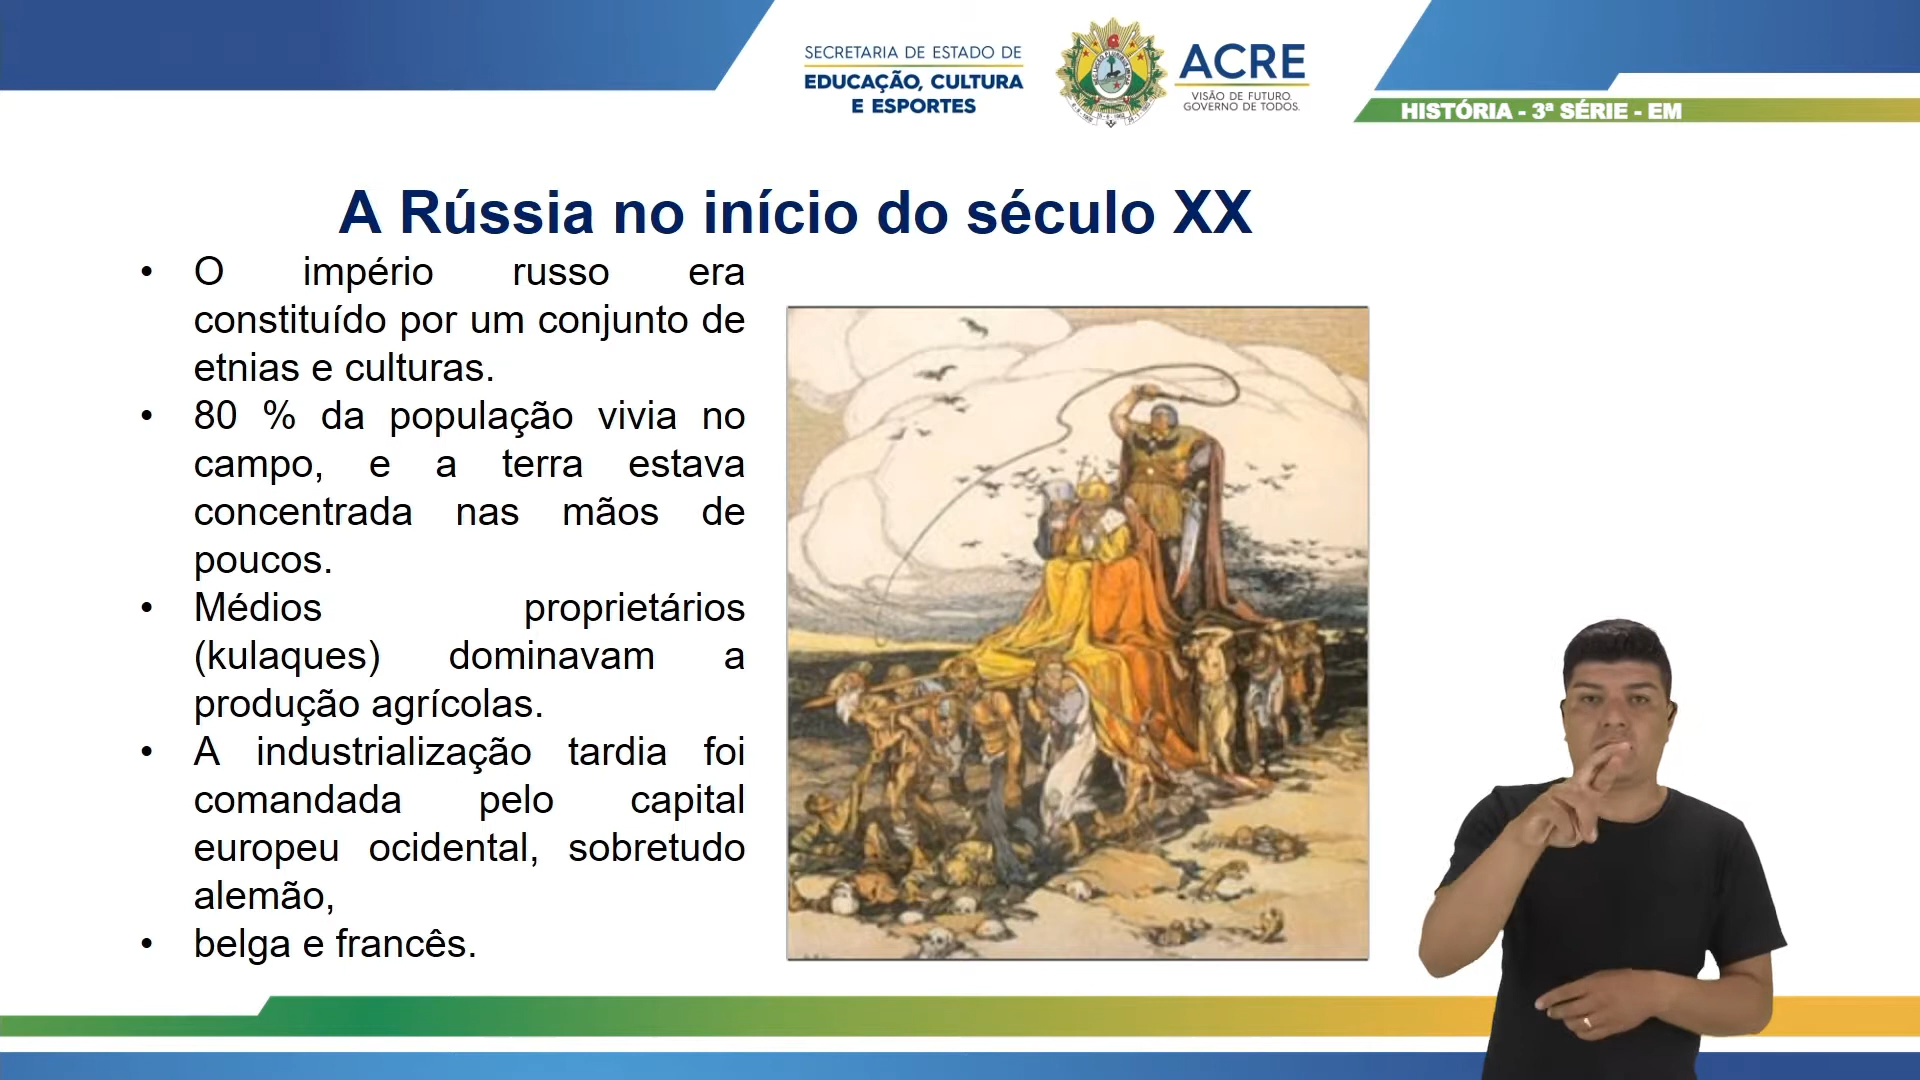 SECRETARIA DE ESTADO DE
EDUCAÇÃO, CULTURA
E ESPORTES
ACRE
VISÃO DE FUTURO.
GOVERNO DE TODOS.
HISTÓRIA - 3ª SÉRIE - EM
A Rússia no início do século XX
• O império russo era
constituído por um conjunto de
etnias e culturas.
• 80 % da população vivia no
campo, e a terra estava
concentrada nas mãos de
poucos.
• Médios proprietários
(kulaques) dominavam a
produção agrícolas.
• A industrialização tardia foi
comandada pelo capital
europeu ocidental, sobretudo
alemão,
• belga e francês.